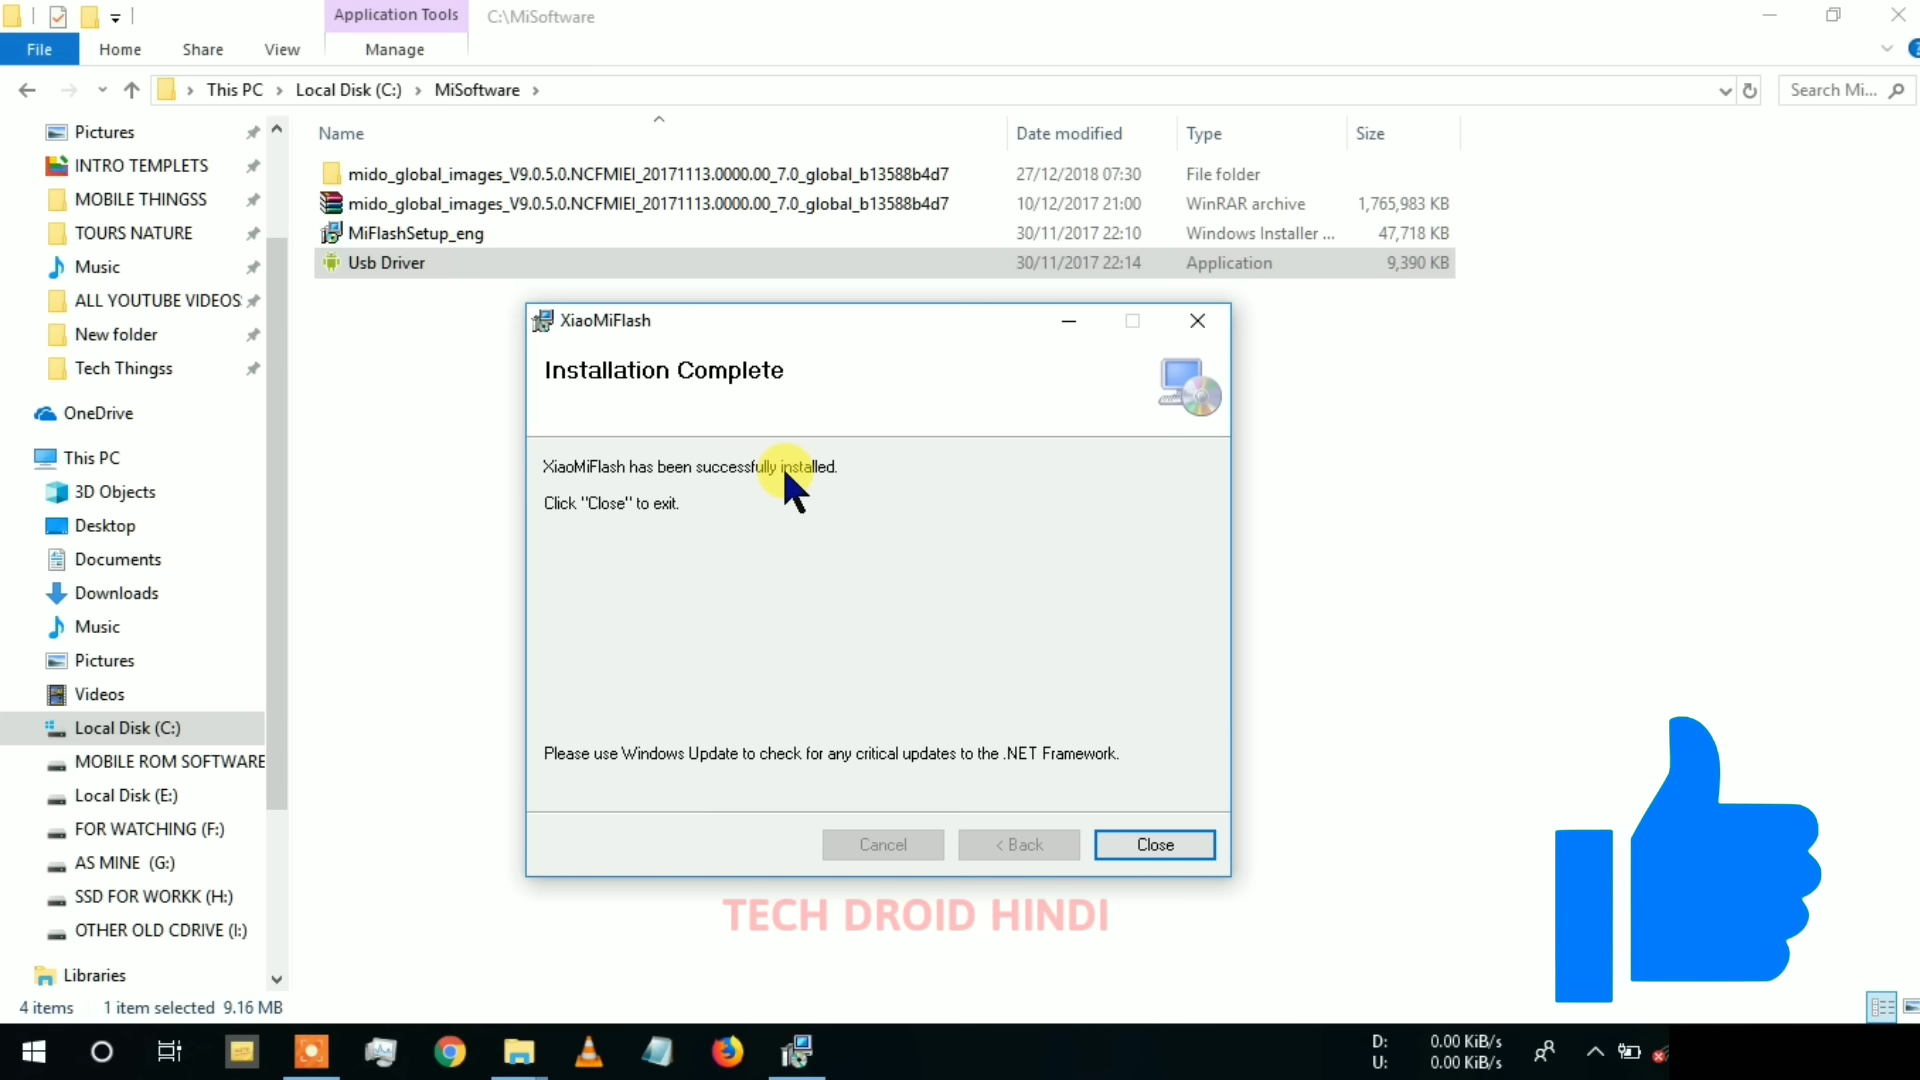 Application Tools
C:\MiSoftware
File
Home
Share
View
Manage
This PC
Local Disk (C:)
MiSoftware
Search Mi...
Name
Date modified
Type
Size
mido_global_images_V9.0.5.0.NCFMIEI_20171113.0000.00_7.0_global_b13588b4d7 27/12/2018 07:30 File folder
mido_global_images_V9.0.5.0.NCFMIEI_20171113.0000.00_7.0_global_b13588b4d7 10/12/2017 21:00 WinRAR archive 1,765,983 KB
MiFlashSetup_eng 30/11/2017 22:10 Windows Installer ... 47,718 KB
Usb Driver 30/11/2017 22:14 Application 9,390 KB
Pictures
INTRO TEMPLETS
MOBILE THINGSS
TOURS NATURE
Music
ALL YOUTUBE VIDEOS
New folder
Tech Thingss
OneDrive
This PC
3D Objects
Desktop
Documents
Downloads
Music
Pictures
Videos
Local Disk (C:)
MOBILE ROM SOFTWARE
Local Disk (E:)
FOR WATCHING (F:)
AS MINE (G:)
SSD FOR WORKK (H:)
OTHER OLD CDRIVE (I:)
Libraries
XiaoMiFlash
Installation Complete
XiaoMiFlash has been successfully installed.
Click "Close" to exit.
Please use Windows Update to check for any critical updates to the .NET Framework.
Cancel
< Back
Close
TECH DROID HINDI
4 items 1 item selected 9.16 MB
D: 0.00 KiB/s
U: 0.00 KiB/s